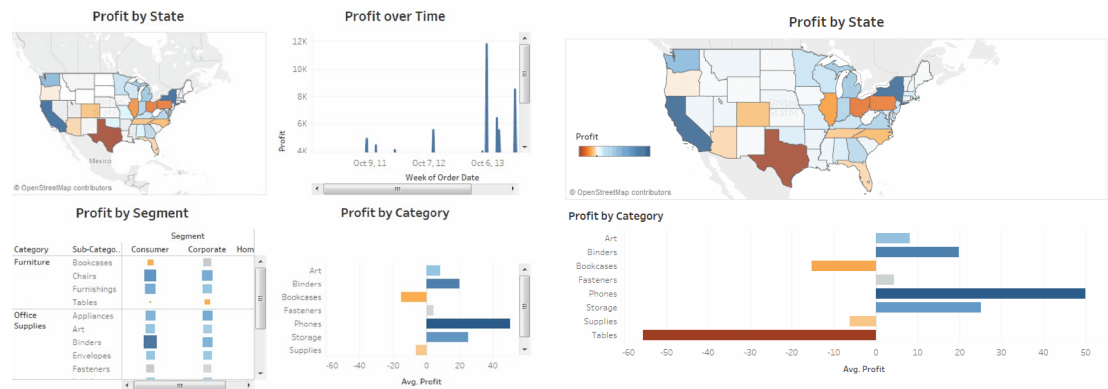 Profit by State
Profit over Time
12K
10K
8K
6K
4K
Profit
Oct 9, 11
Oct 7, 12
Oct 6, 13
Week of Order Date
Mexico
© OpenStreetMap contributors
Profit by Segment
Segment
Category
Sub-Catego..
Consumer
Corporate
Hom
Furniture
Bookcases
Chairs
Furnishings
Tables
Office
Supplies
Appliances
Art
Binders
Envelopes
Fasteners
Profit by Category
Art
Binders
Bookcases
Fasteners
Phones
Storage
Supplies
-60 -40 -20 0 20 40
Avg. Profit
Profit by State
United
States
Profit
© OpenStreetMap contributors
Profit by Category
Art
Binders
Bookcases
Fasteners
Phones
Storage
Supplies
Tables
-60 -50 -40 -30 -20 -10 0 10 20 30 40 50
Avg. Profit